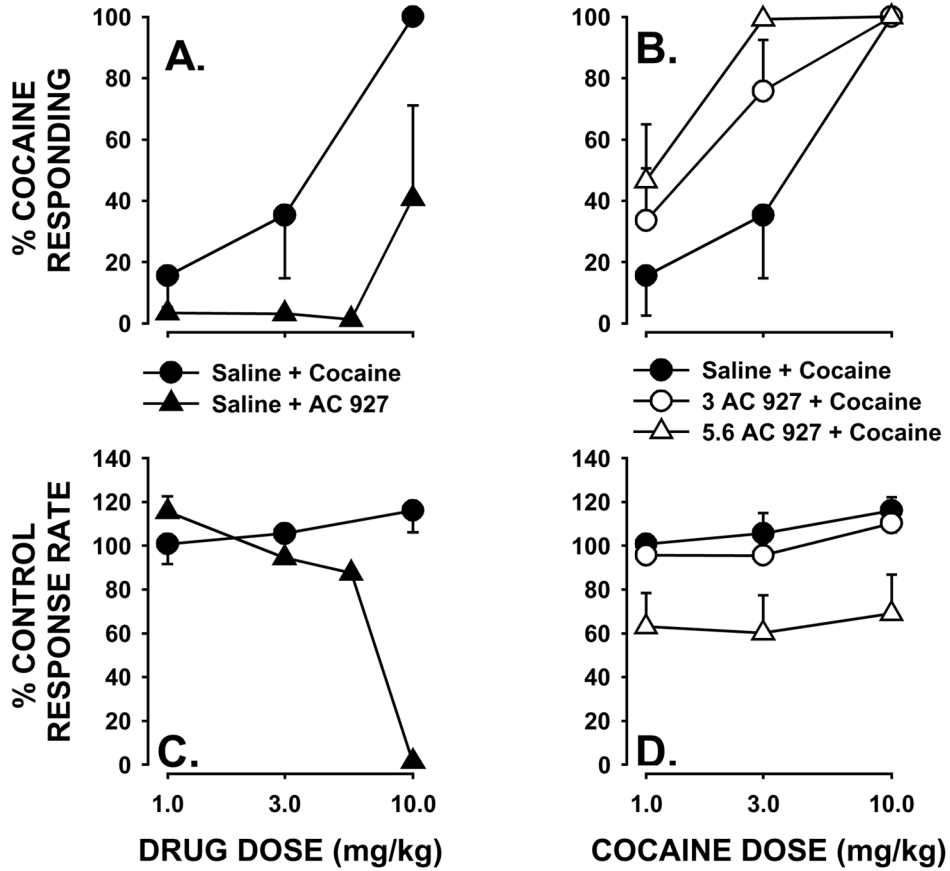 % COCAINE
RESPONDING
100
80
60
40
20
0
A.
100
80
60
40
20
0
B.
Saline + Cocaine
Saline + AC 927
Saline + Cocaine
3 AC 927 + Cocaine
5.6 AC 927 + Cocaine
% CONTROL
RESPONSE RATE
140
120
100
80
60
40
20
0
C.
1.0 3.0 10.0
DRUG DOSE (mg/kg)
140
120
100
80
60
40
20
0
D.
1.0 3.0 10.0
COCAINE DOSE (mg/kg)